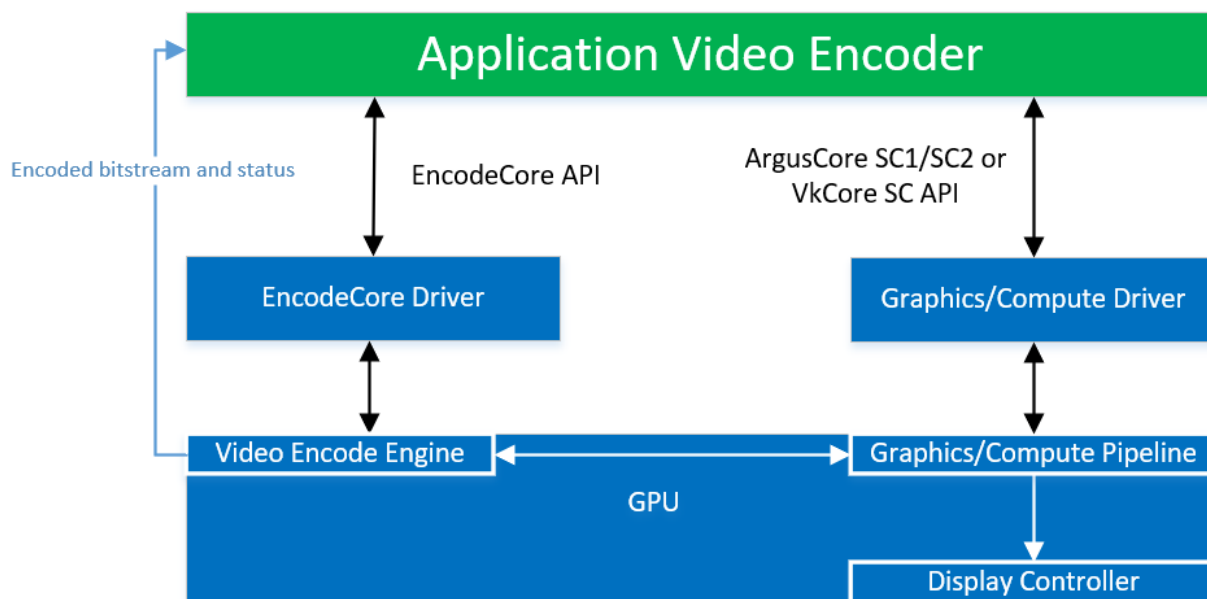 Application Video Encoder
Encoded bitstream and status
EncodeCore API
ArgusCore SC1/SC2 or
VkCore SC API
EncodeCore Driver
Graphics/Compute Driver
Video Encode Engine
Graphics/Compute Pipeline
GPU
Display Controller